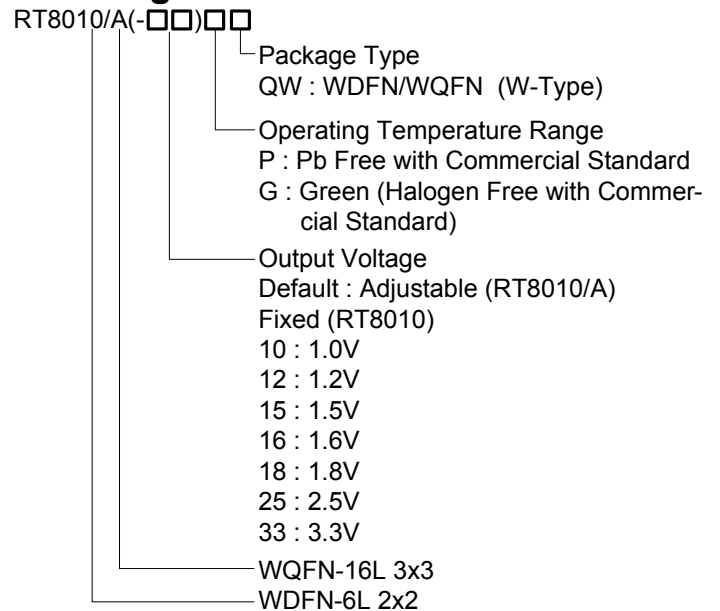 RT8010/A(-□□)□□
Package Type
QW : WDFN/WQFN (W-Type)
Operating Temperature Range
P : Pb Free with Commercial Standard
G : Green (Halogen Free with Commer-
cial Standard)
Output Voltage
Default : Adjustable (RT8010/A)
Fixed (RT8010)
10 : 1.0V
12 : 1.2V
15 : 1.5V
16 : 1.6V
18 : 1.8V
25 : 2.5V
33 : 3.3V
WQFN-16L 3x3
WDFN-6L 2x2